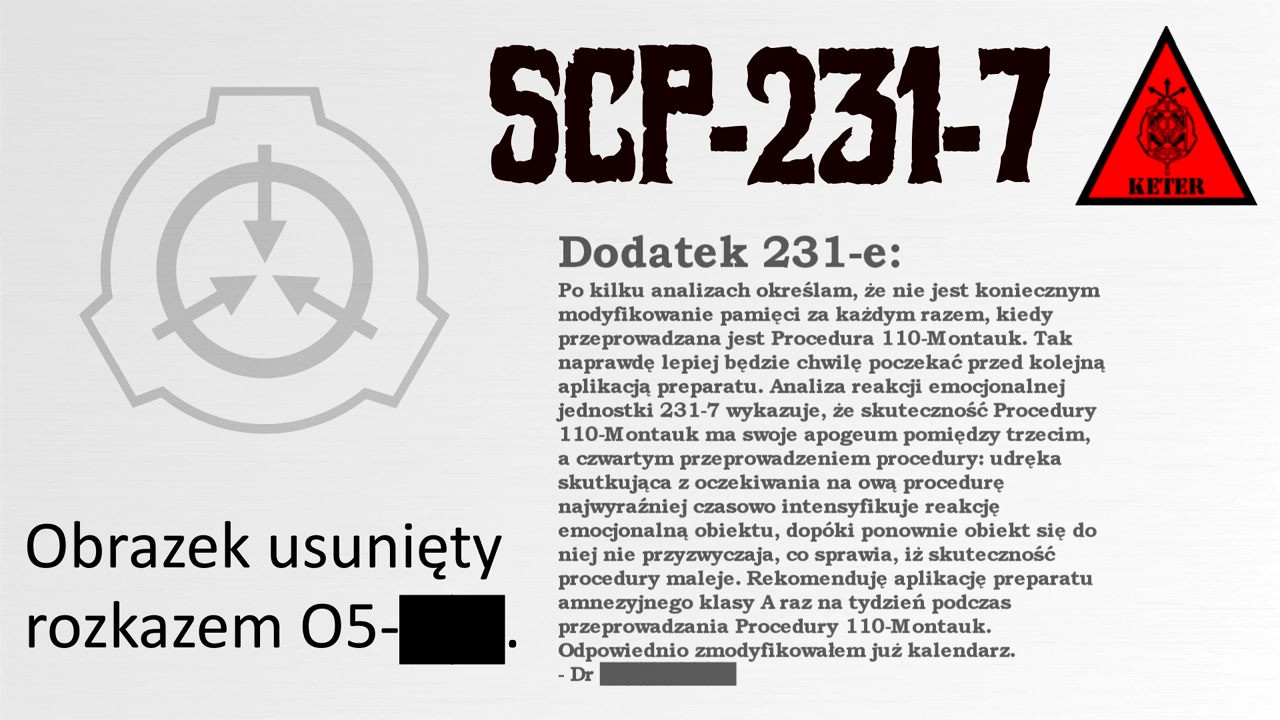 SCP-231-7
KETER
Dodatek 231-e:
Po kilku analizach określam, że nie jest koniecznym
modyfikowanie pamięci za każdym razem, kiedy
przeprowadzana jest Procedura 110-Montauk. Tak
naprawdę lepiej będzie chwilę poczekać przed kolejną
aplikacją preparatu. Analiza reakcji emocjonalnej
jednostki 231-7 wykazuje, że skuteczność Procedury
110-Montauk ma swoje apogeum pomiędzy trzecim,
a czwartym przeprowadzeniem procedury: udręka
skutkująca z oczekiwania na ową procedurę
najwyraźniej czasowo intensyfikuje reakcję
emocjonalną obiektu, dopóki ponownie obiekt się do
niej nie przyzwyczaja, co sprawia, iż skuteczność
procedury maleje. Rekomenduję aplikację preparatu
amnezyjnego klasy A raz na tydzień podczas
przeprowadzania Procedury 110-Montauk.
Odpowiednio zmodyfikowałem już kalendarz.
- Dr
Obrazek usunięty
rozkazem O5-.